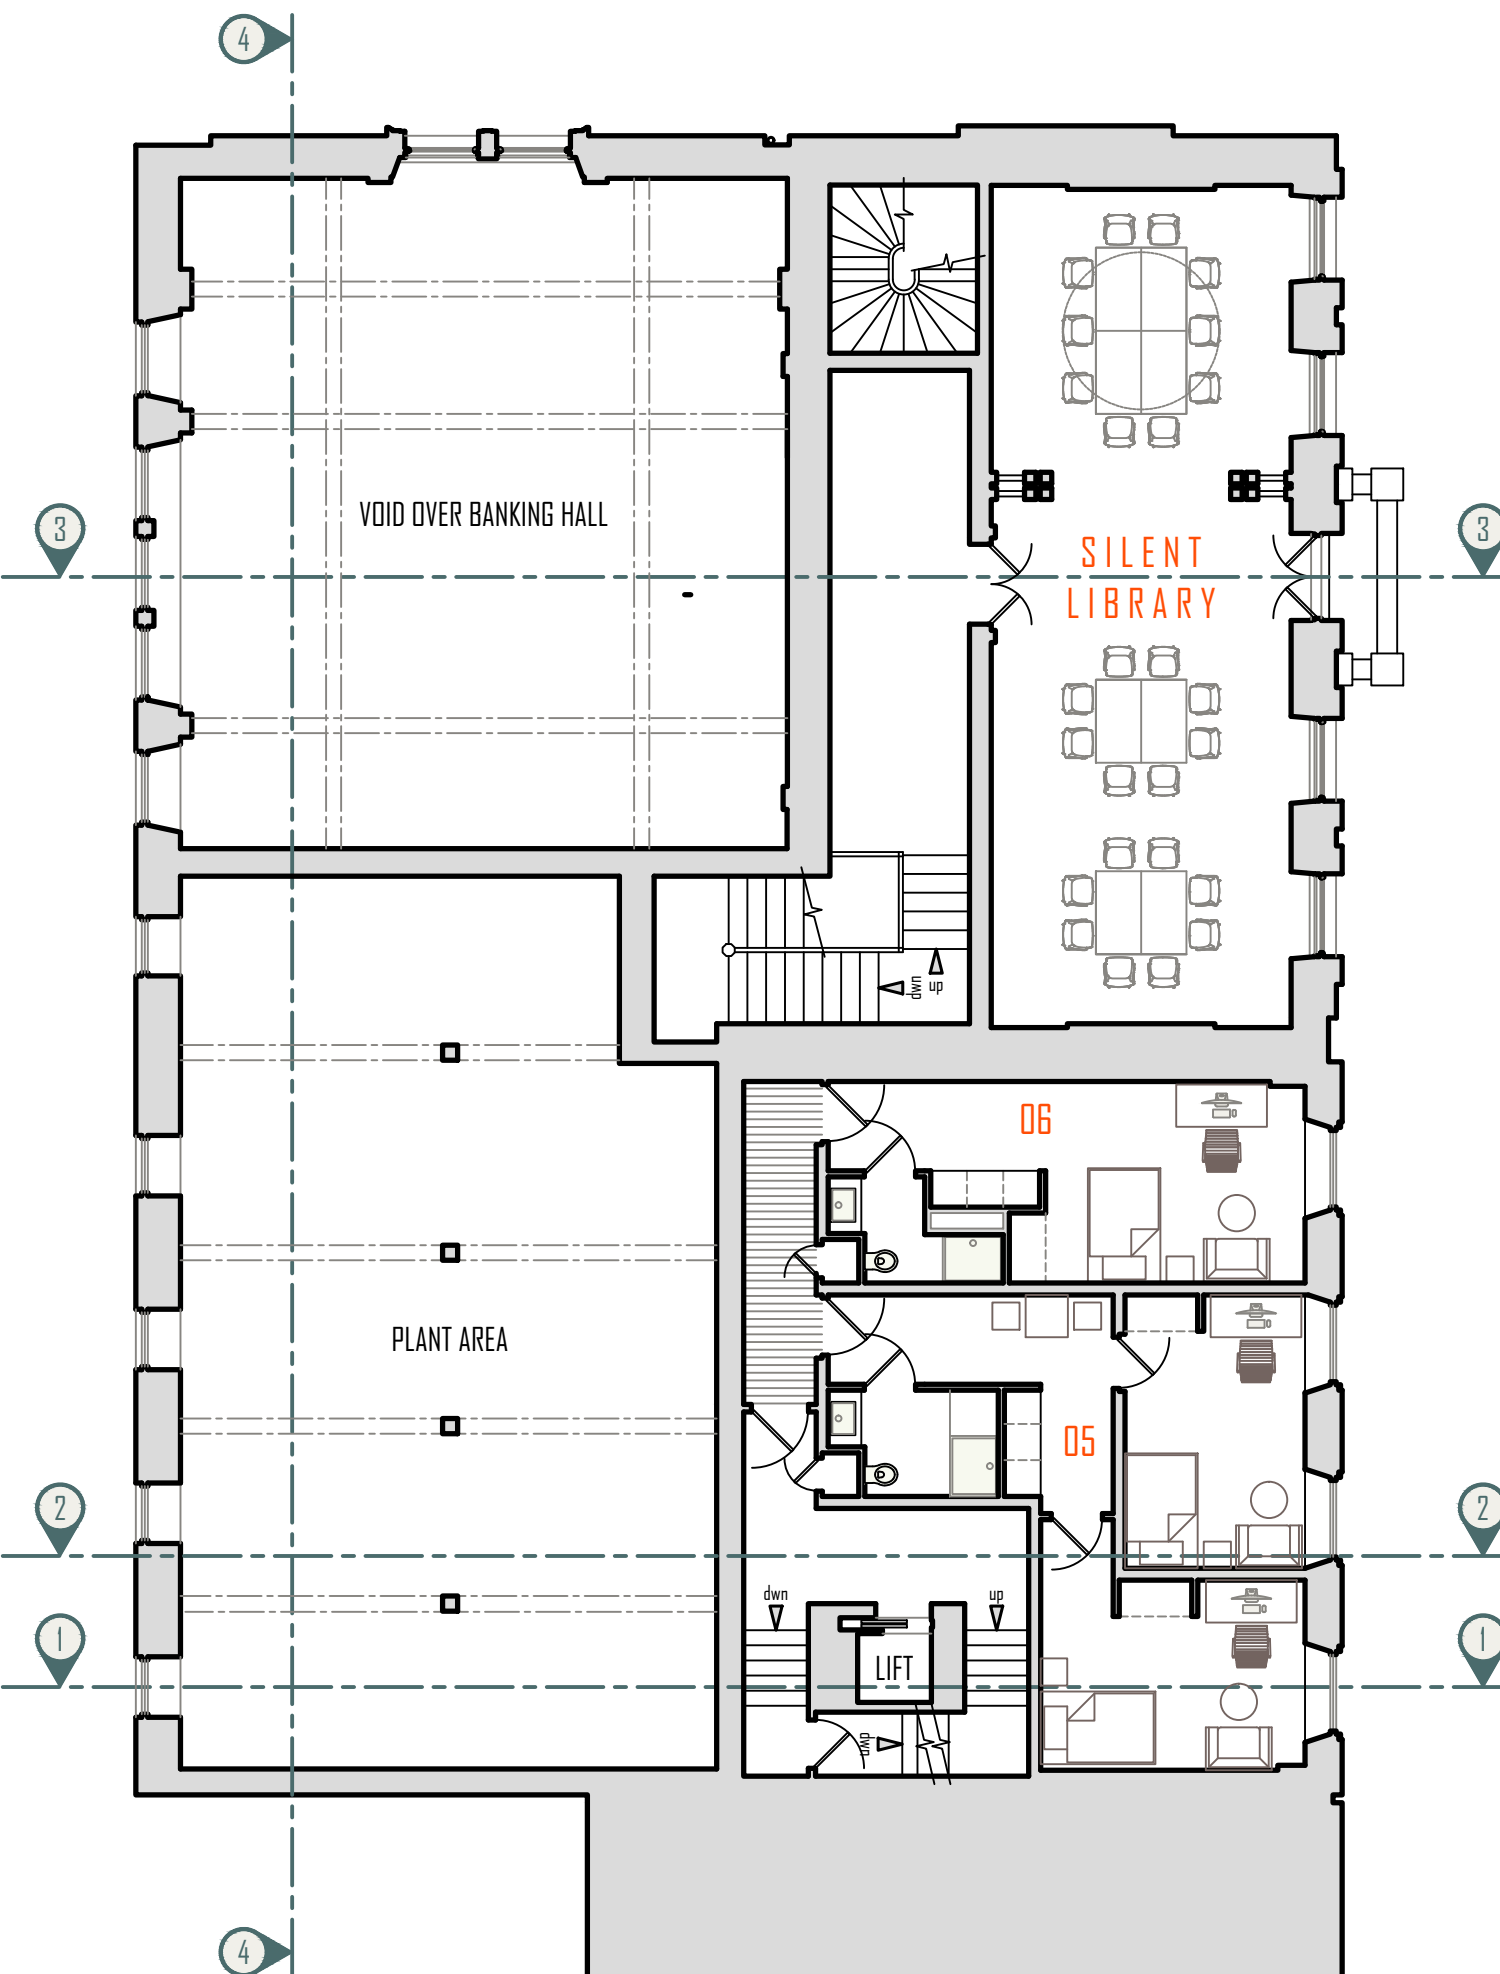 4
VOID OVER BANKING HALL
3
3
SILENT
LIBRARY
dwn
up
06
PLANT AREA
05
2
2
dwn
up
1
1
LIFT
dwn
4